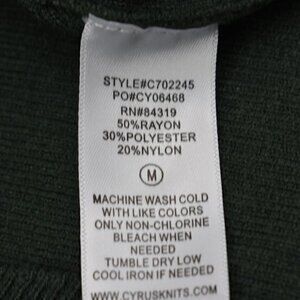 STYLE#C702245
PO#CY06468
RN#84319
50%RAYON
30%POLYESTER
20%NYLON
M
MACHINE WASH COLD
WITH LIKE COLORS
ONLY NON-CHLORINE
BLEACH WHEN
NEEDED
TUMBLE DRY LOW
COOL IRON IF NEEDED
WWW.CYRUSKNITS.COM